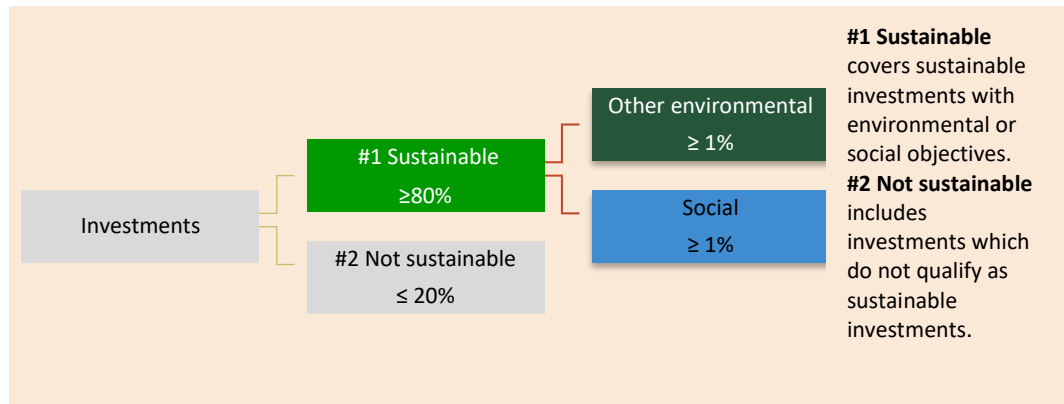 Investments
#1 Sustainable
≥80%
#2 Not sustainable
≤ 20%
Other environmental
≥ 1%
Social
≥ 1%
#1 Sustainable
covers sustainable
investments with
environmental or
social objectives.
#2 Not sustainable
includes
investments which
do not qualify as
sustainable
investments.